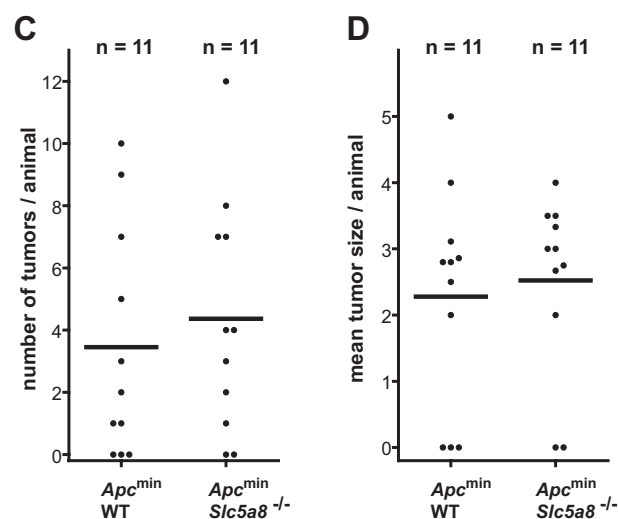 C
n = 11
n = 11
number of tumors / animal
12
10
8
6
4
2
0
Apcmin
WT
Apcmin
Slc5a8 -/-
D
n = 11
n = 11
mean tumor size / animal
5
4
3
2
1
0
Apcmin
WT
Apcmin
Slc5a8 -/-